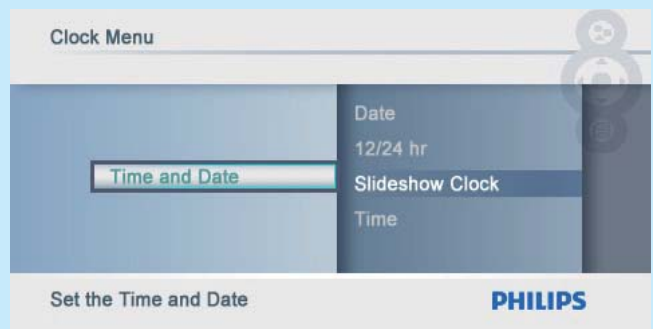 Clock Menu
Time and Date
Date
12/24 hr
Slideshow Clock
Time
Set the Time and Date
PHILIPS